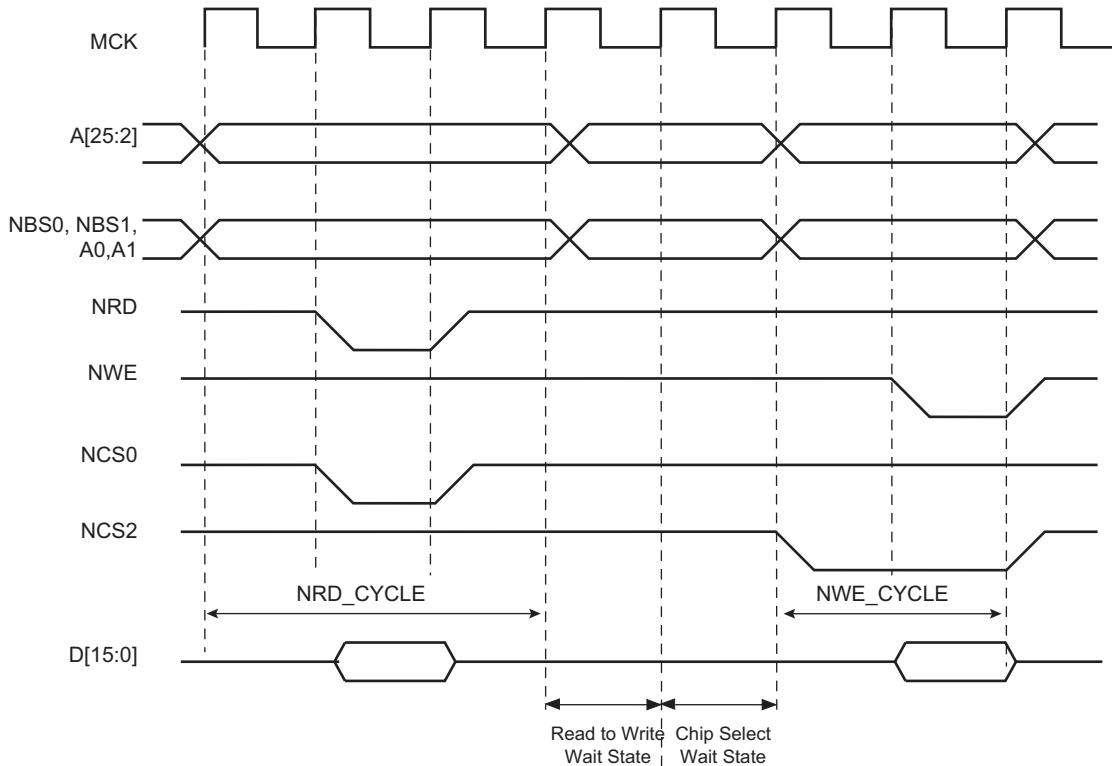 MCK
A[25:2]
NBS0, NBS1,
A0,A1
NRD
NWE
NCS0
NCS2
NRD_CYCLE
NWE_CYCLE
D[15:0]
Read to Write
Wait State
Chip Select
Wait State